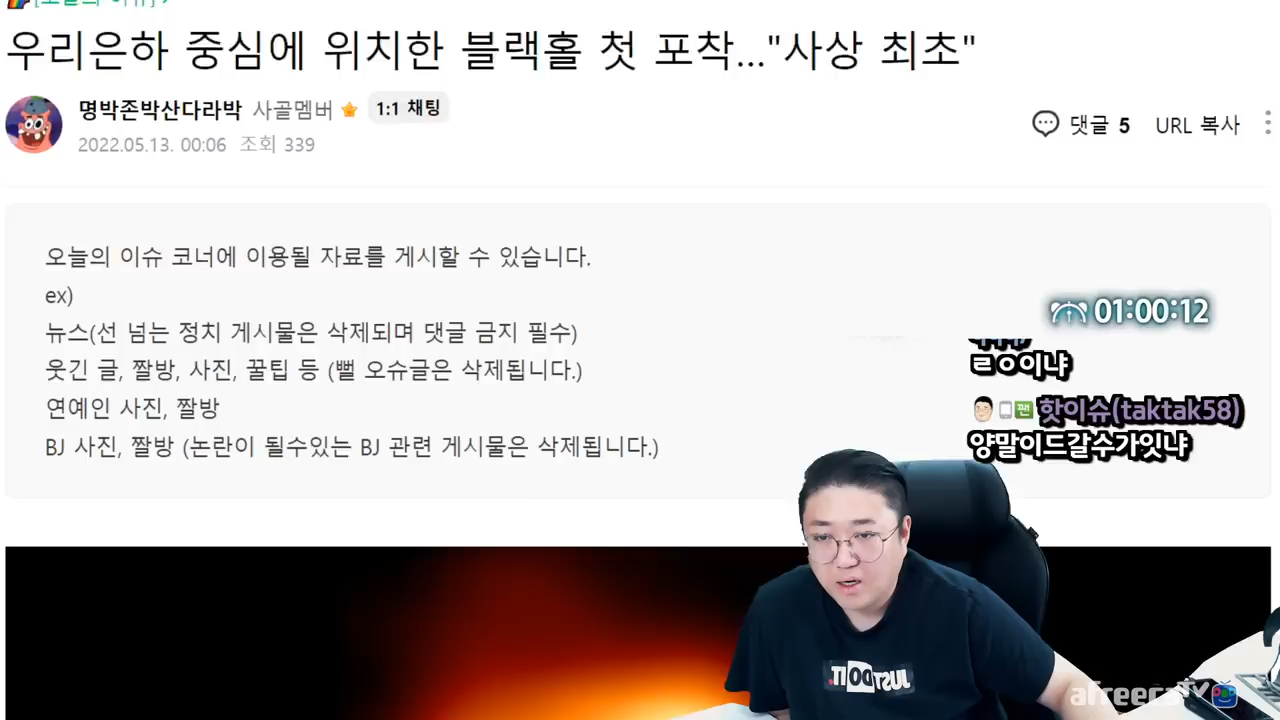 [오늘의 이슈] >
우리은하 중심에 위치한 블랙홀 첫 포착..."사상 최초"
명박존박산다라박 사골멤버 1:1 채팅
2022.05.13. 00:06 조회 339
댓글 5 URL 복사
오늘의 이슈 코너에 이용될 자료를 게시할 수 있습니다.
ex)
뉴스(선 넘는 정치 게시물은 삭제되며 댓글 금지 필수)
웃긴 글, 짤방, 사진, 꿀팁 등 (뻘 오슈글은 삭제됩니다.)
연예인 사진, 짤방
BJ 사진, 짤방 (논란이 될수있는 BJ 관련 게시물은 삭제됩니다.)
01:00:12
ㄹㅇ이냐
팬 핫이슈(taktak58)
양말이드갈수가잇냐
JUST DO IT.
afreecaTV